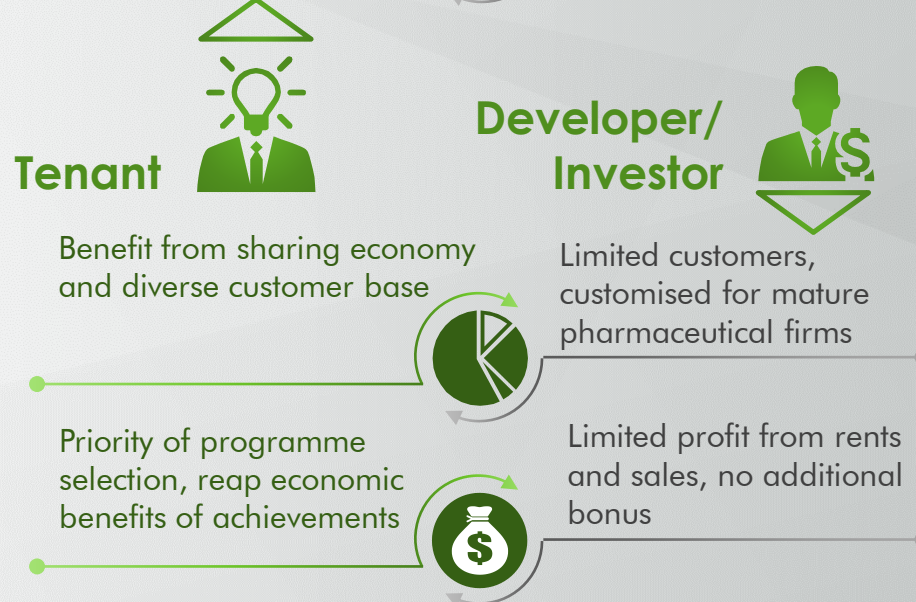 Tenant
Benefit from sharing economy
and diverse customer base
Priority of programme
selection, reap economic
benefits of achievements
Developer/
Investor
$
Limited customers,
customised for mature
pharmaceutical firms
Limited profit from rents
and sales, no additional
bonus
$